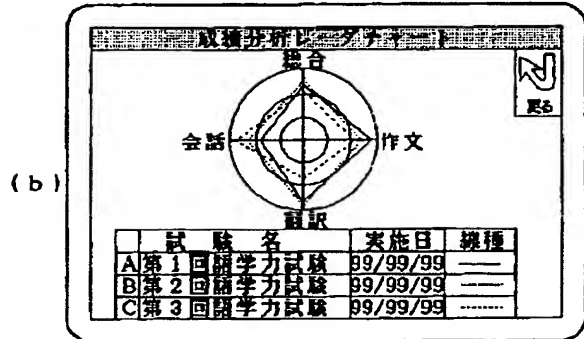 成績分析レーダチャート
総合
戻る
会話
作文
(b)
翻訳
試験名 実施日 線種
A 第1回語学力試験 99/99/99
B 第2回語学力試験 99/99/99
C 第3回語学力試験 99/99/99